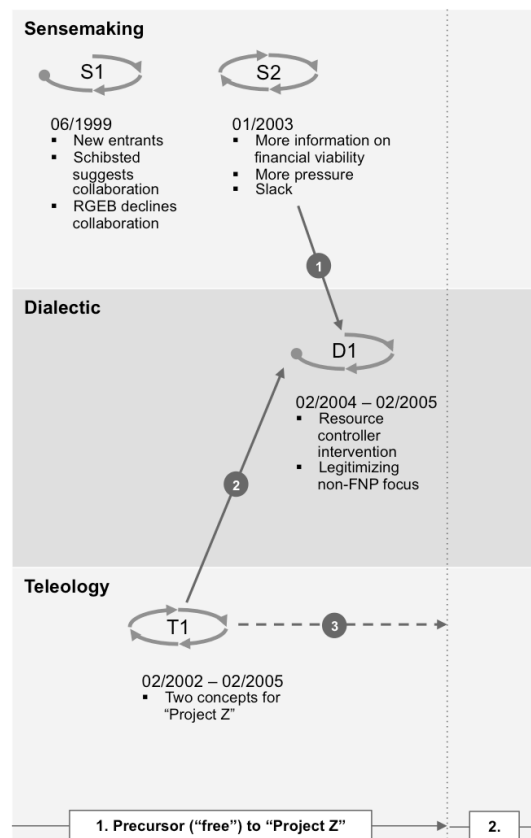 Sensemaking
S1
06/1999
▪ New entrants
▪ Schibsted
suggests
collaboration
▪ RGEB declines
collaboration
S2
01/2003
▪ More information on
financial viability
▪ More pressure
▪ Slack
1
Dialectic
D1
02/2004 – 02/2005
▪ Resource
controller
intervention
▪ Legitimizing
non-FNP focus
2
Teleology
T1
3
02/2002 – 02/2005
▪ Two concepts for
“Project Z”
1. Precursor (“free”) to “Project Z”
2.